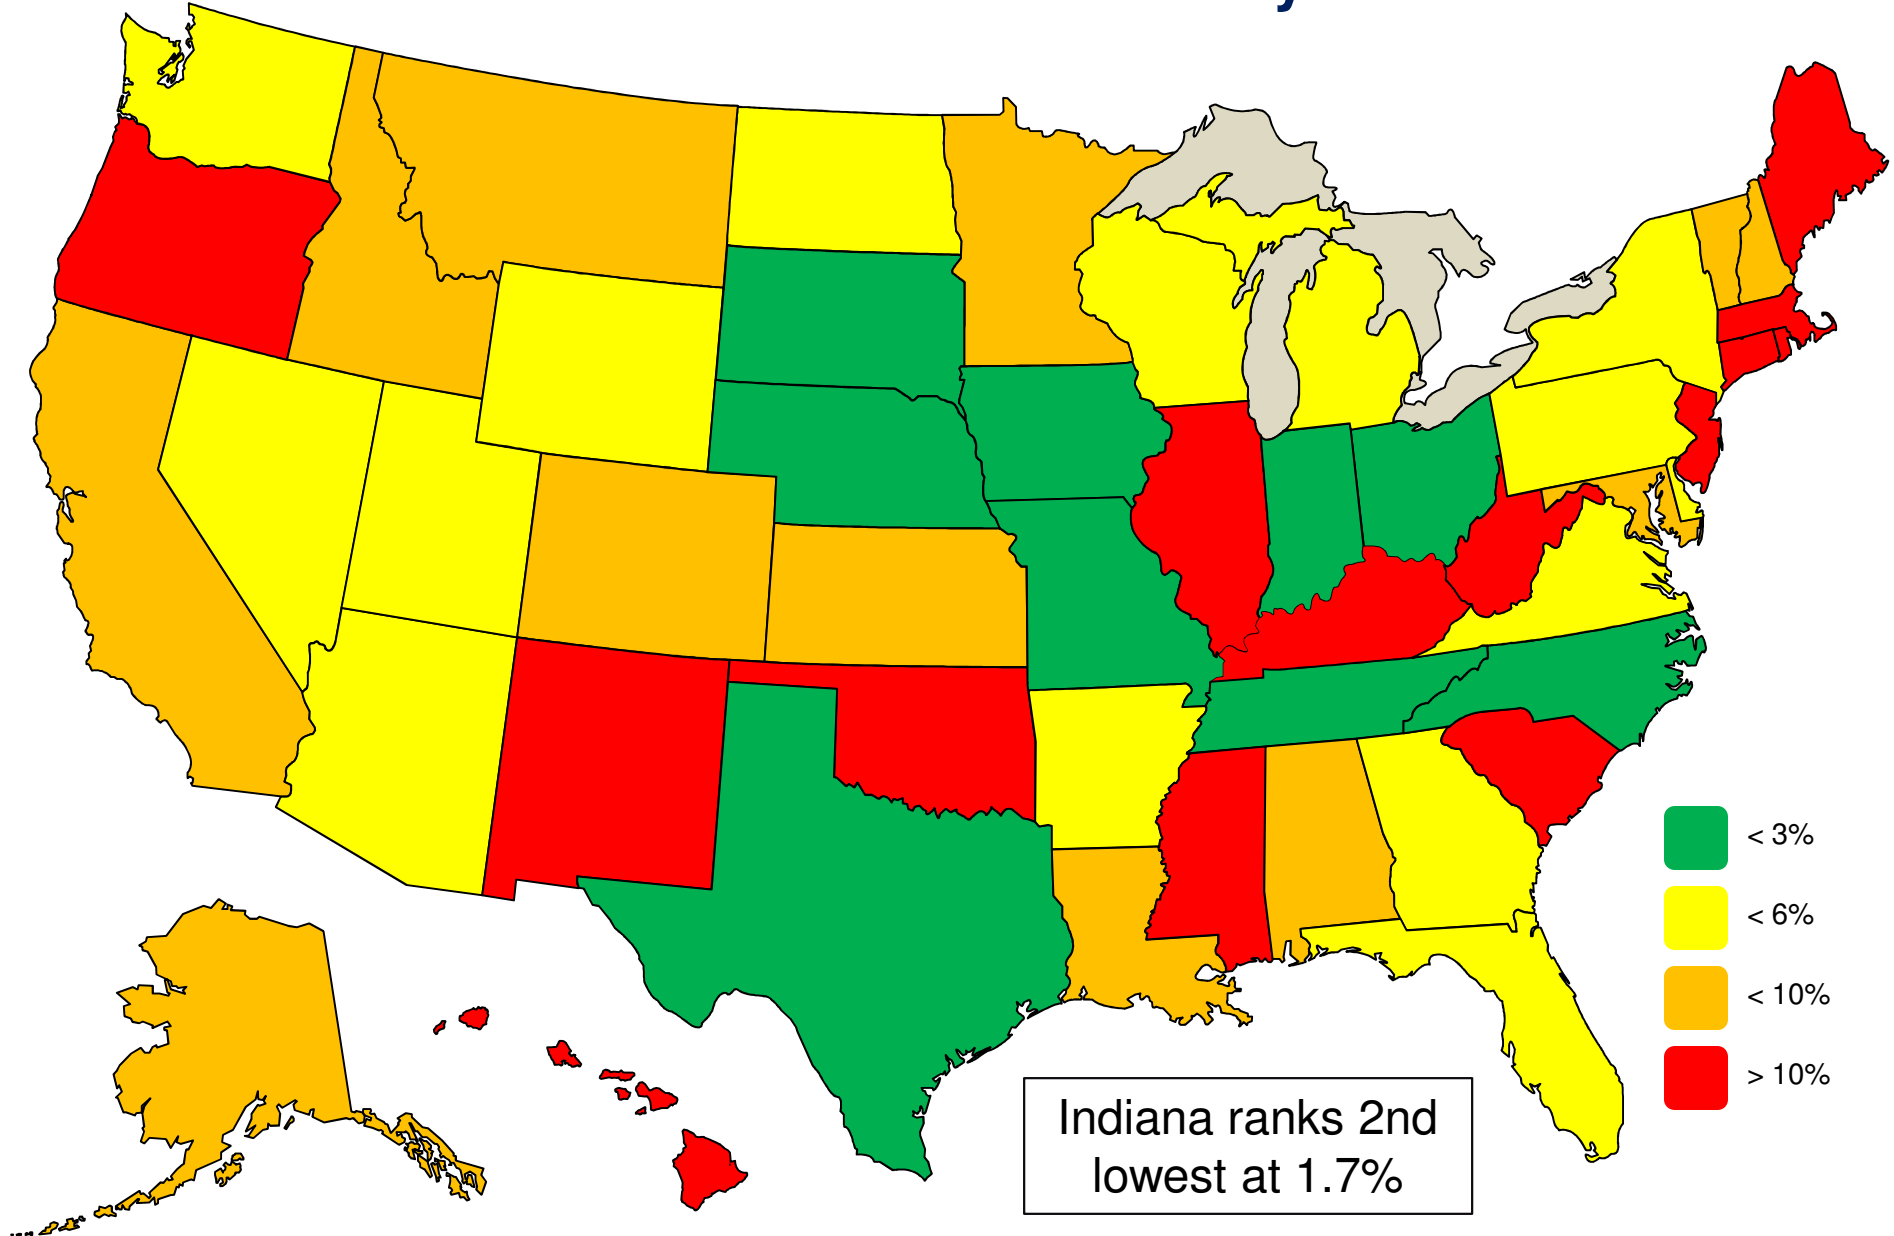 < 3%
< 6%
< 10%
> 10%
Indiana ranks 2nd
lowest at 1.7%